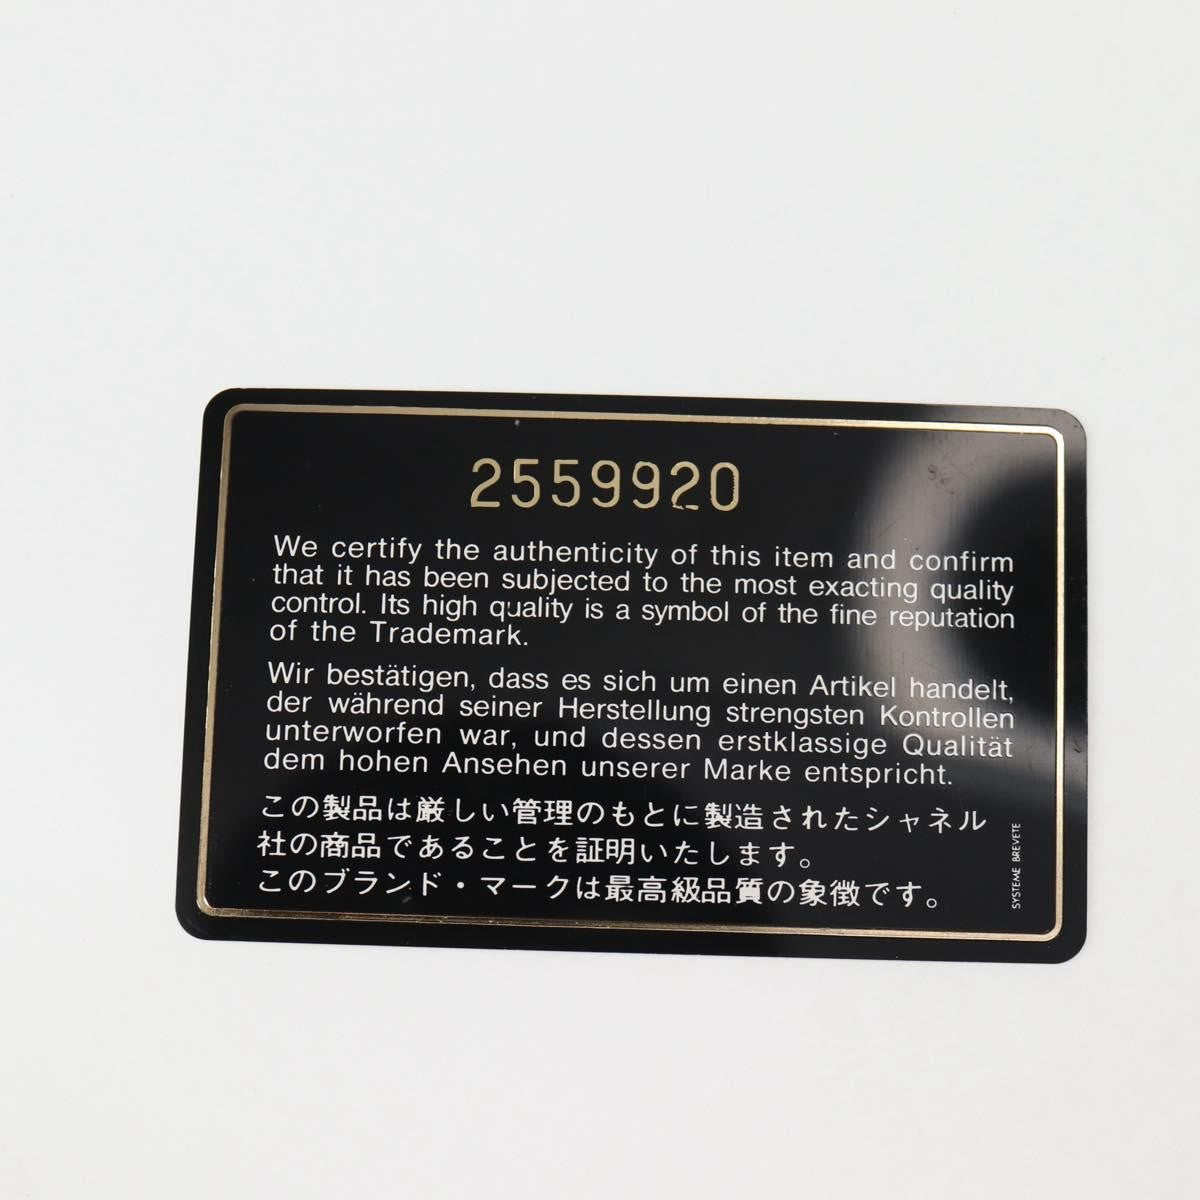 2559920
We certify the authenticity of this item and confirm
that it has been subjected to the most exacting quality
control. Its high quality is a symbol of the fine reputation
of the Trademark.
Wir bestätigen, dass es sich um einen Artikel handelt,
der während seiner Herstellung strengsten Kontrollen
unterworfen war, und dessen erstklassige Qualität
dem hohen Ansehen unserer Marke entspricht.
この製品は厳しい管理のもとに製造されたシャネル
社の商品であることを証明いたします。
このブランド・マークは最高級品質の象徴です。
SYSTEME BREVETE